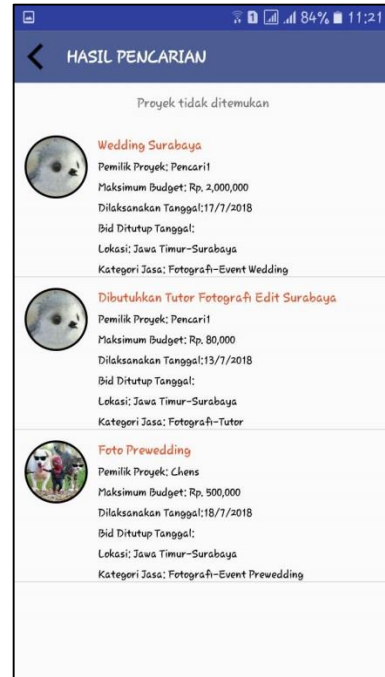 84% 11:21
HASIL PENCARIAN
Proyek tidak ditemukan
Wedding Surabaya
Pemilik Proyek: Pencari1
Maksimum Budget: Rp. 2,000,000
Dilaksanakan Tanggal:17/7/2018
Bid Ditutup Tanggal:
Lokasi: Jawa Timur-Surabaya
Kategori Jasa: Fotografi-Event Wedding
Dibutuhkan Tutor Fotografi Edit Surabaya
Pemilik Proyek: Pencari1
Maksimum Budget: Rp. 80,000
Dilaksanakan Tanggal:13/7/2018
Bid Ditutup Tanggal:
Lokasi: Jawa Timur-Surabaya
Kategori Jasa: Fotografi-Tutor
Foto Prewedding
Pemilik Proyek: Chens
Maksimum Budget: Rp. 500,000
Dilaksanakan Tanggal:18/7/2018
Bid Ditutup Tanggal:
Lokasi: Jawa Timur-Surabaya
Kategori Jasa: Fotografi-Event Prewedding